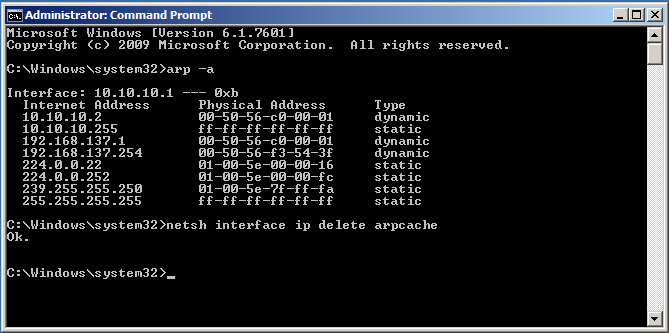 Administrator: Command Prompt
Microsoft Windows [Version 6.1.7601]
Copyright (c) 2009 Microsoft Corporation.  All rights reserved.
C:\Windows\system32>arp -a
Interface: 10.10.10.1 --- 0xb
  Internet Address      Physical Address      Type
  10.10.10.2            00-50-56-c0-00-01     dynamic
  10.10.10.255          ff-ff-ff-ff-ff-ff     static
  192.168.137.1         00-50-56-c0-00-01     dynamic
  192.168.137.254       00-50-56-f3-54-3f     dynamic
  224.0.0.22            01-00-5e-00-00-16     static
  224.0.0.252           01-00-5e-00-00-fc     static
  239.255.255.250       01-00-5e-7f-ff-fa     static
  255.255.255.255       ff-ff-ff-ff-ff-ff     static
C:\Windows\system32>netsh interface ip delete arpcache
Ok.
C:\Windows\system32>_